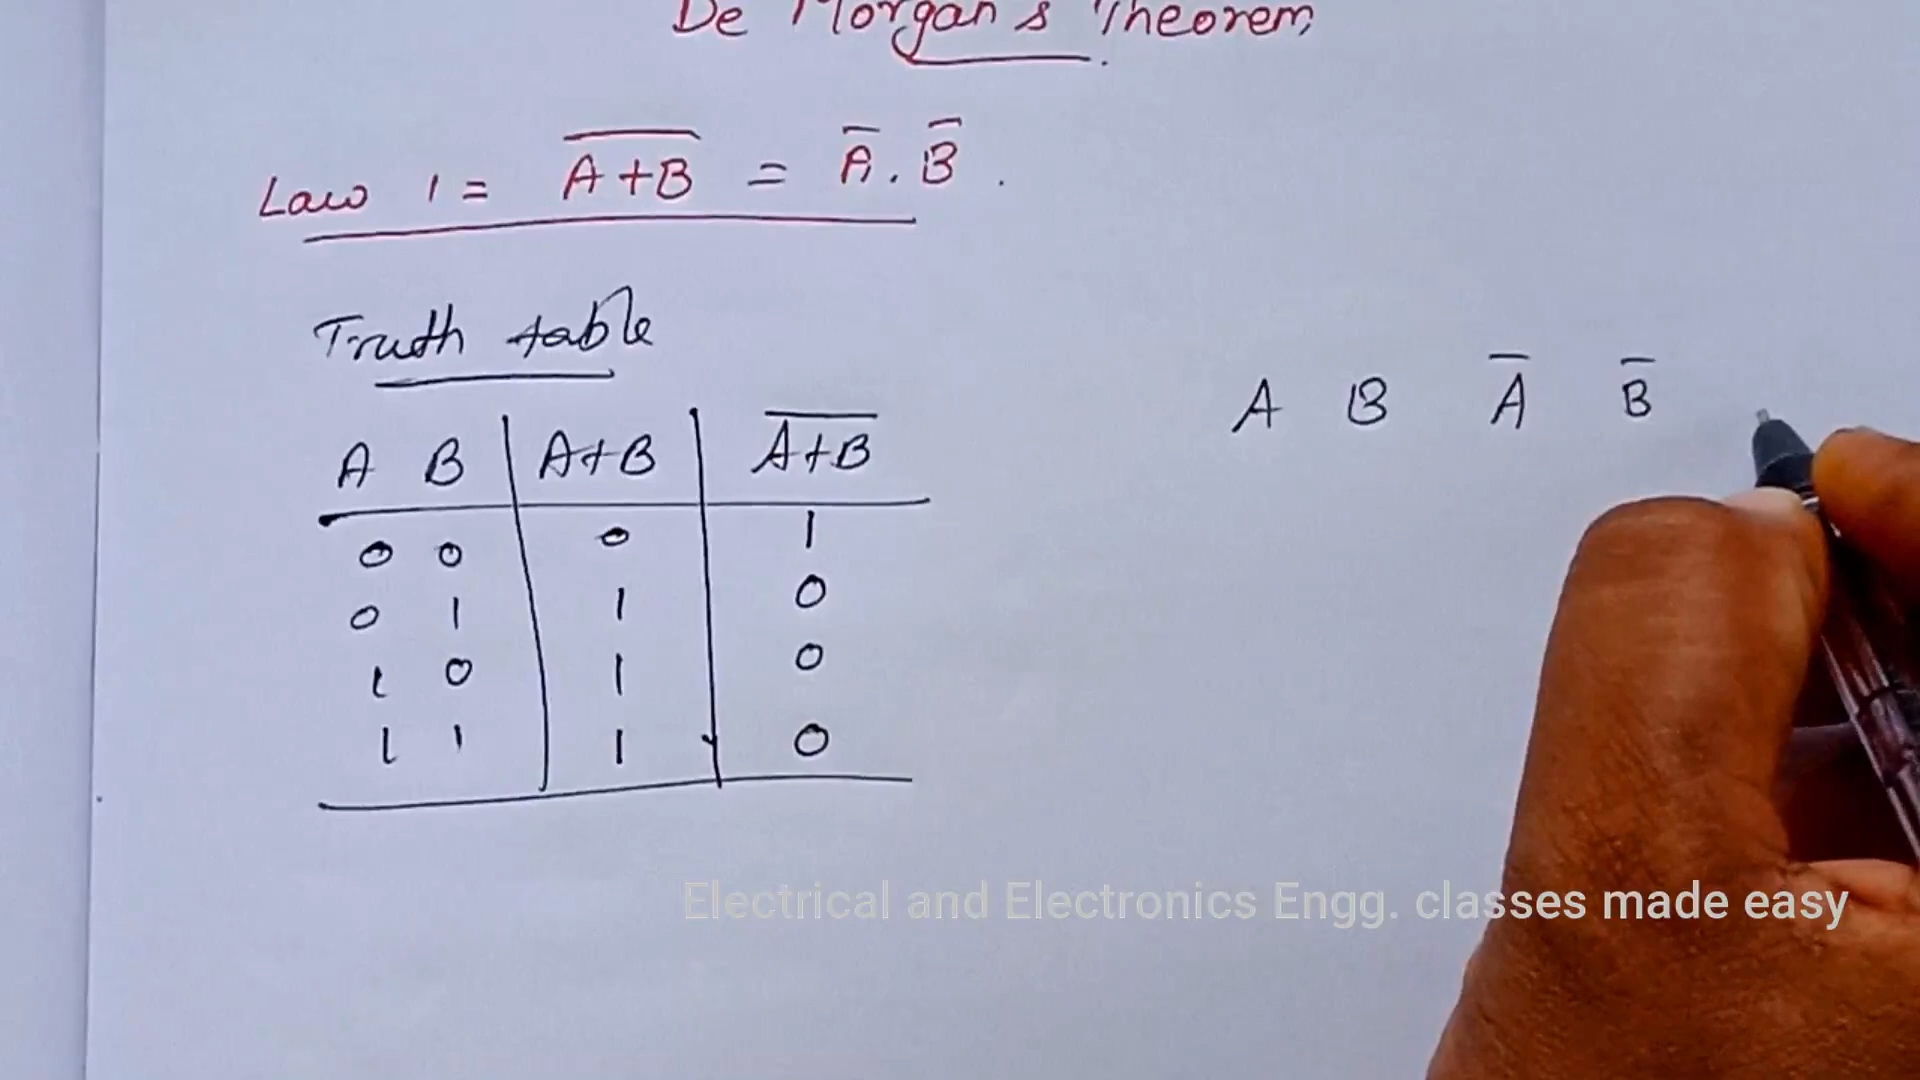 De Morgan's Theorem
Law 1 = A̅+̅B̅ = A̅ . B̅ .
Truth table
A B A+B A̅+̅B̅
0 0 0 1
0 1 1 0
1 0 1 0
1 1 1 0
A B A̅ B̅
Electrical and Electronics Engg. classes made easy